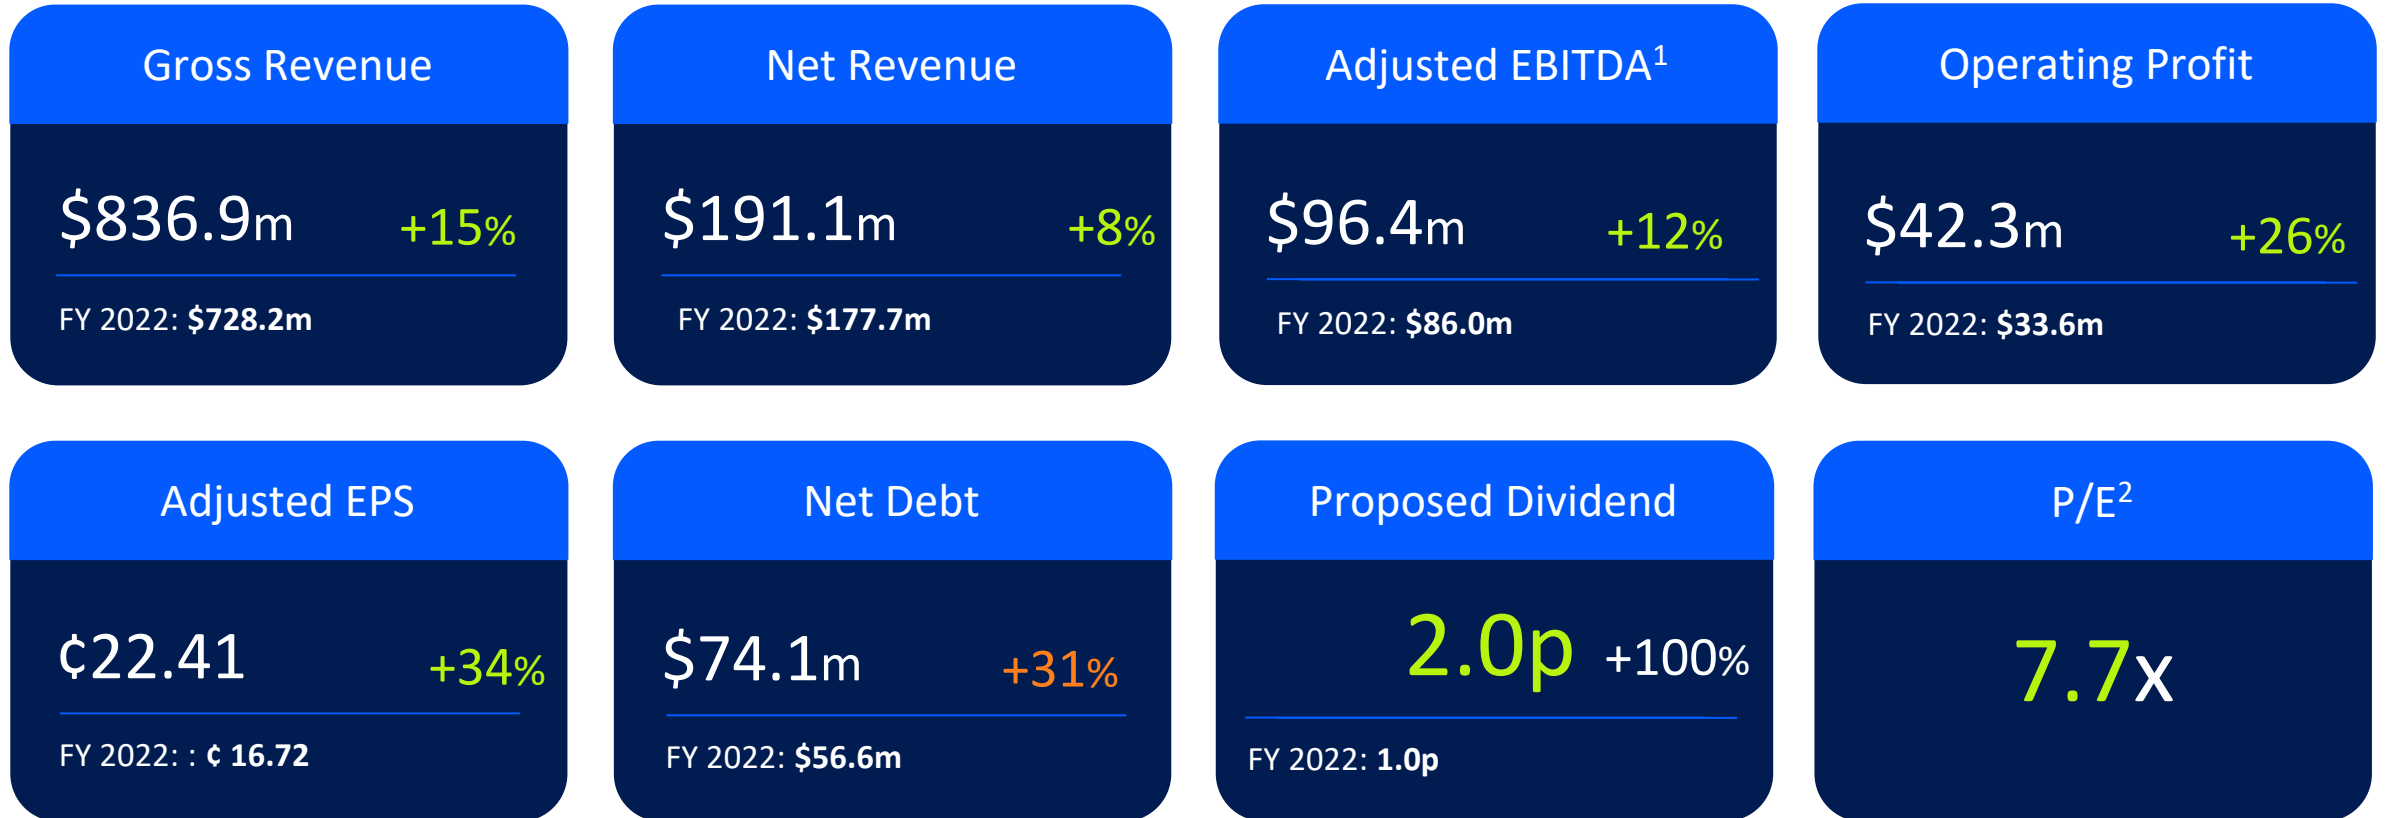 Gross Revenue
$836.9m +15%
FY 2022: $728.2m
Net Revenue
$191.1m +8%
FY 2022: $177.7m
Adjusted EBITDA1
$96.4m +12%
FY 2022: $86.0m
Operating Profit
$42.3m +26%
FY 2022: $33.6m
Adjusted EPS
¢22.41 +34%
FY 2022: : ¢ 16.72
Net Debt
$74.1m +31%
FY 2022: $56.6m
Proposed Dividend
2.0p +100%
FY 2022: 1.0p
P/E2
7.7x